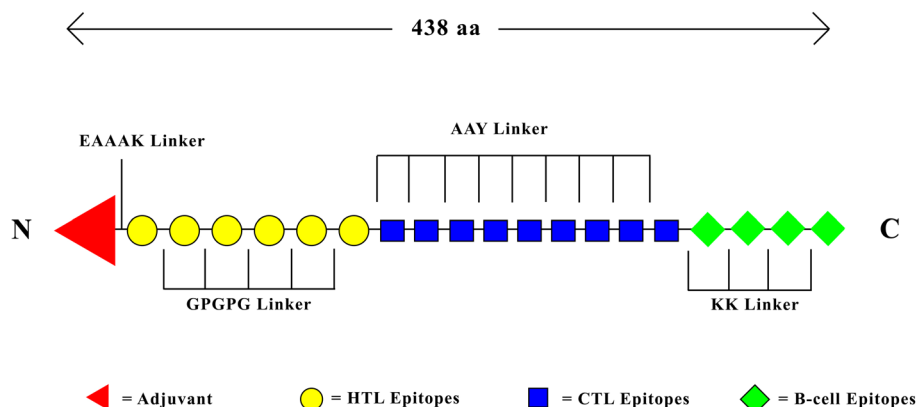 438 aa
AAY Linker
EAAAK Linker
N
C
GPGPG Linker
KK Linker
= Adjuvant
= HTL Epitopes
= CTL Epitopes
= B-cell Epitopes